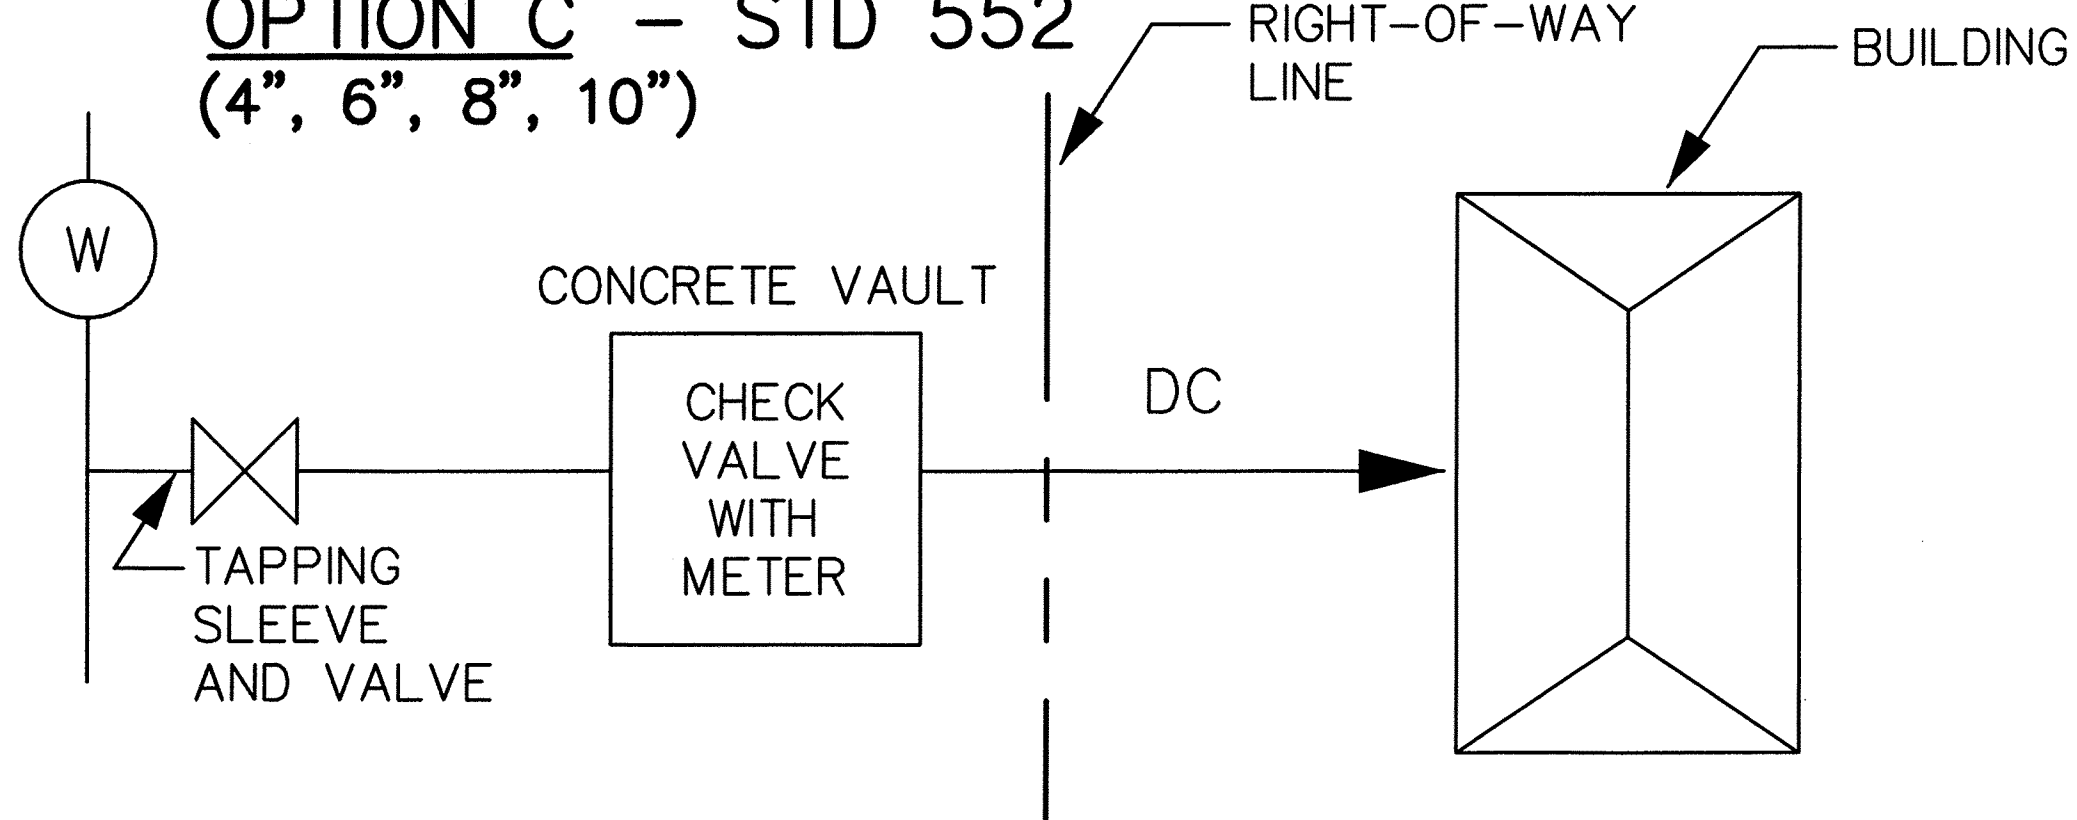 OPTION C - STD 552
(4", 6", 8", 10")
RIGHT-OF-WAY
LINE
BUILDING
W
CONCRETE VAULT
CHECK
VALVE
WITH
METER
DC
TAPPING
SLEEVE
AND VALVE